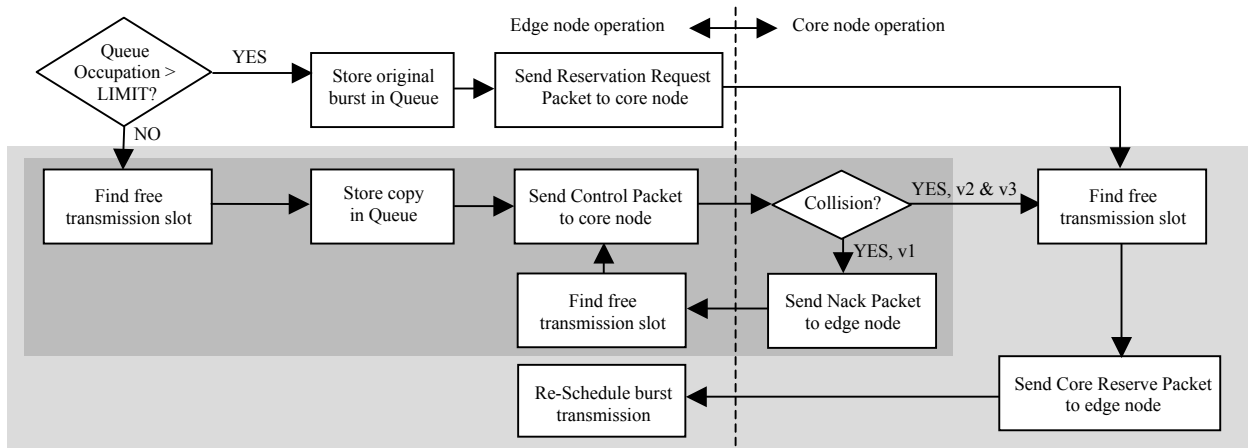 Edge node operation
Core node operation
Queue
Occupation >
LIMIT?
YES
Store original
burst in Queue
Send Reservation Request
Packet to core node
NO
Find free
transmission slot
Store copy
in Queue
Send Control Packet
to core node
Collision?
YES, v2 & v3
Find free
transmission slot
YES, v1
Find free
transmission slot
Send Nack Packet
to edge node
Re-Schedule burst
transmission
Send Core Reserve Packet
to edge node